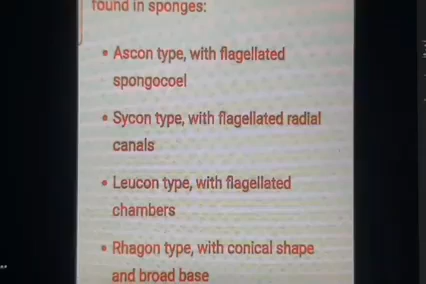 found in sponges:
• Ascon type, with flagellated
spongocoel
• Sycon type, with flagellated radial
canals
• Leucon type, with flagellated
chambers
• Rhagon type, with conical shape
and broad base